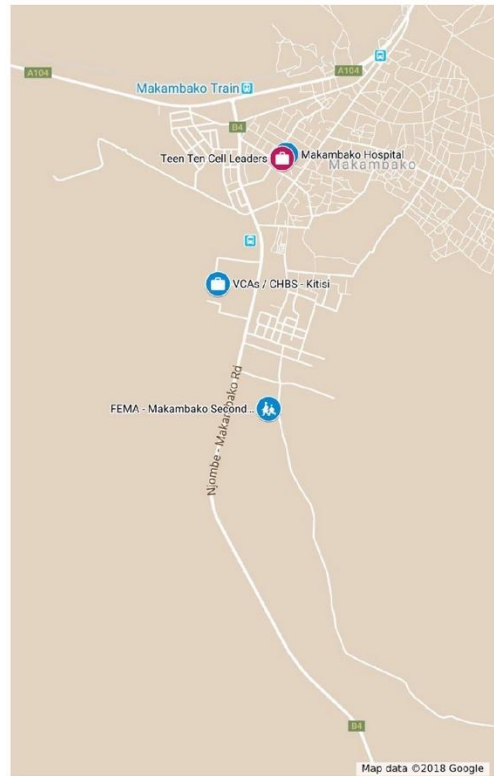 A104
A104
Makambako Train
B4
Teen Ten Cell Leaders
Makambako Hospital
Makambako
VCAs / CHBS - Kitisi
Njombe - Makambako Rd
FEMA - Makambako Second...
B4
Map data ©2018 Google